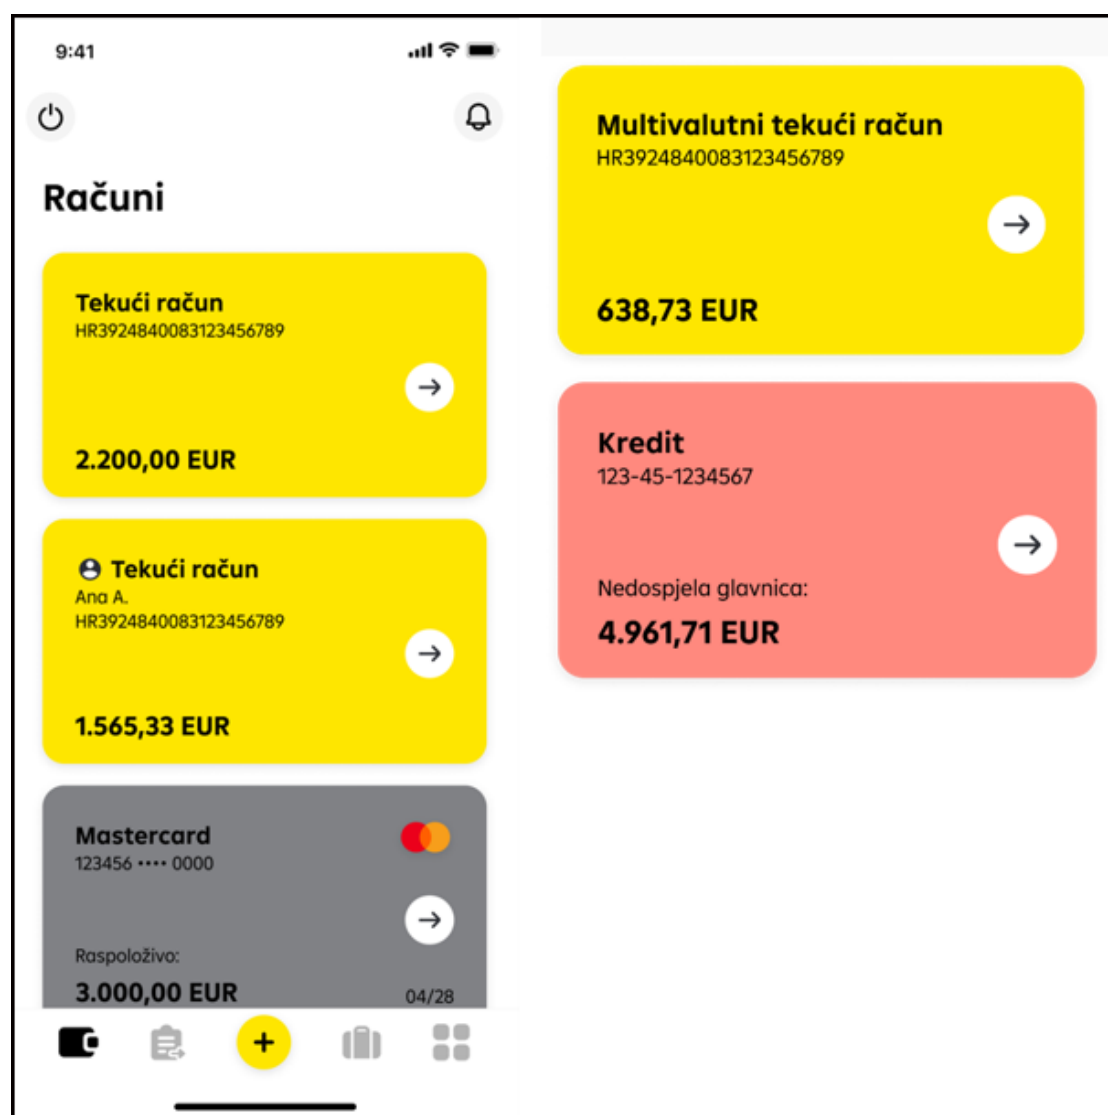 9:41
Računi
Tekući račun
HR3924840083123456789
2.200,00 EUR
Tekući račun
Ana A.
HR3924840083123456789
1.565,33 EUR
Mastercard
123456 •••• 0000
Raspoloživo:
3.000,00 EUR
04/28
Multivalutni tekući račun
HR3924840083123456789
638,73 EUR
Kredit
123-45-1234567
Nedospjela glavnica:
4.961,71 EUR